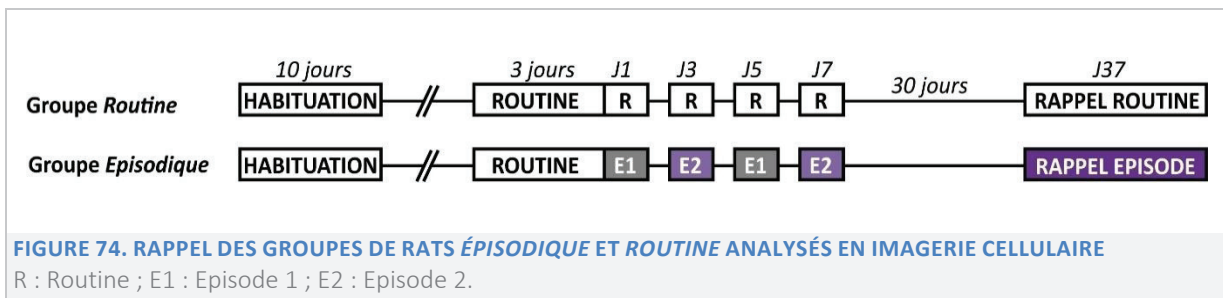 10 jours 3 jours J1 J3 J5 J7 30 jours J37
Groupe Routine HABITUATION ROUTINE R R R R RAPPEL ROUTINE
Groupe Episodique HABITUATION ROUTINE E1 E2 E1 E2 RAPPEL EPISODE
FIGURE 74. RAPPEL DES GROUPES DE RATS ÉPISODIQUE ET ROUTINE ANALYSÉS EN IMAGERIE CELLULAIRE
R : Routine ; E1 : Episode 1 ; E2 : Episode 2.